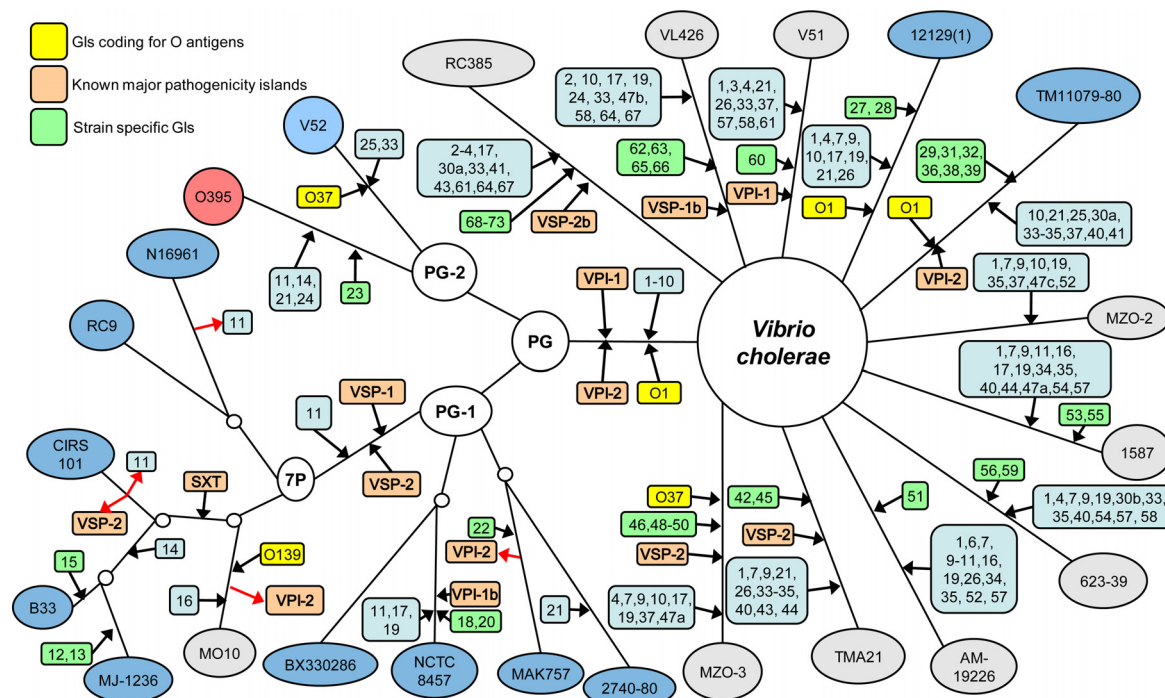 GIs coding for O antigens
Known major pathogenicity islands
Strain specific GIs
RC385
VL426
V51
12129(1)
TM11079-80
V52
O395
N16961
RC9
CIRS
101
B33
MJ-1236
MO10
BX330286
NCTC
8457
MAK757
2740-80
MZO-3
TMA21
AM-
19226
623-39
1587
MZO-2
Vibrio
cholerae
PG
PG-2
PG-1
7P
25,33
O37
11,14,
21,24
23
2-4,17,
30a,33,41,
43,61,64,67
68-73
VSP-2b
2, 10, 17, 19,
24, 33, 47b,
58, 64, 67
62,63,
65,66
VSP-1b
1,3,4,21,
26,33,37,
57,58,61
60
VPI-1
27, 28
1,4,7,9,
10,17,19,
21,26
O1
29,31,32,
36,38,39
O1
10,21,25,30a,
33-35,37,40,41
VPI-2
1,7,9,10,19,
35,37,47c,52
1,7,9,11,16,
17,19,34,35,
40,44,47a,54,57
53,55
56,59
1,4,7,9,19,30b,33,
35,40,54,57, 58
51
1,6,7,
9-11,16,
19,26,34,
35, 52, 57
42,45
VSP-2
1,7,9,21,
26,33-35,
40,43, 44
O37
46,48-50
VSP-2
4,7,9,10,17,
19,37,47a
VPI-1
1-10
VPI-2
O1
11
VSP-1
11
VSP-2
11
SXT
VSP-2
14
15
12,13
O139
16
VPI-2
22
VPI-2
VPI-1b
11,17,
19
18,20
21